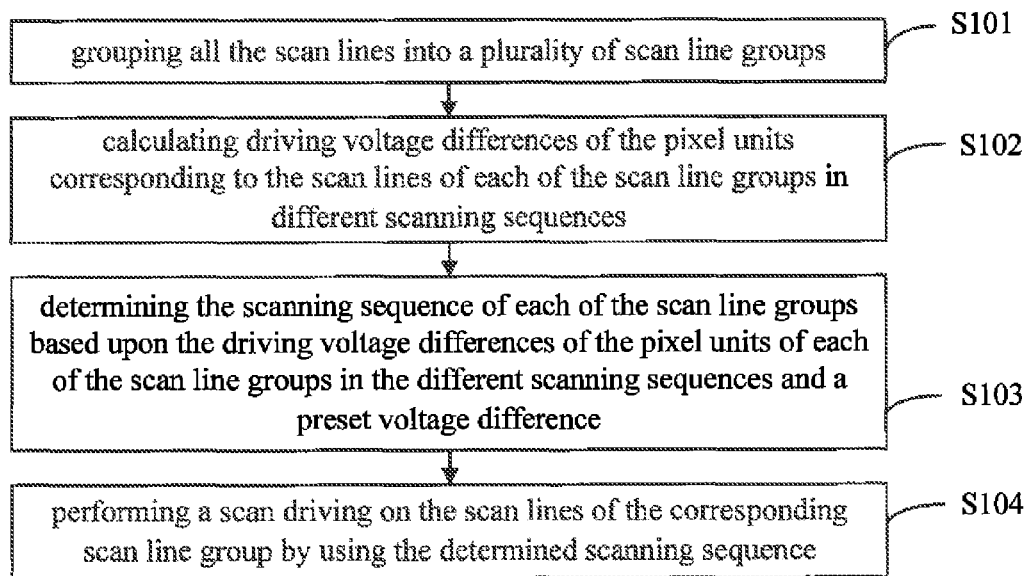 S101
grouping all the scan lines into a plurality of scan line groups
calculating driving voltage differences of the pixel units
corresponding to the scan lines of each of the scan line groups in
different scanning sequences
S102
determining the scanning sequence of each of the scan line groups
based upon the driving voltage differences of the pixel units of each
of the scan line groups in the different scanning sequences and a
preset voltage difference
S103
performing a scan driving on the scan lines of the corresponding
scan line group by using the determined scanning sequence
S104